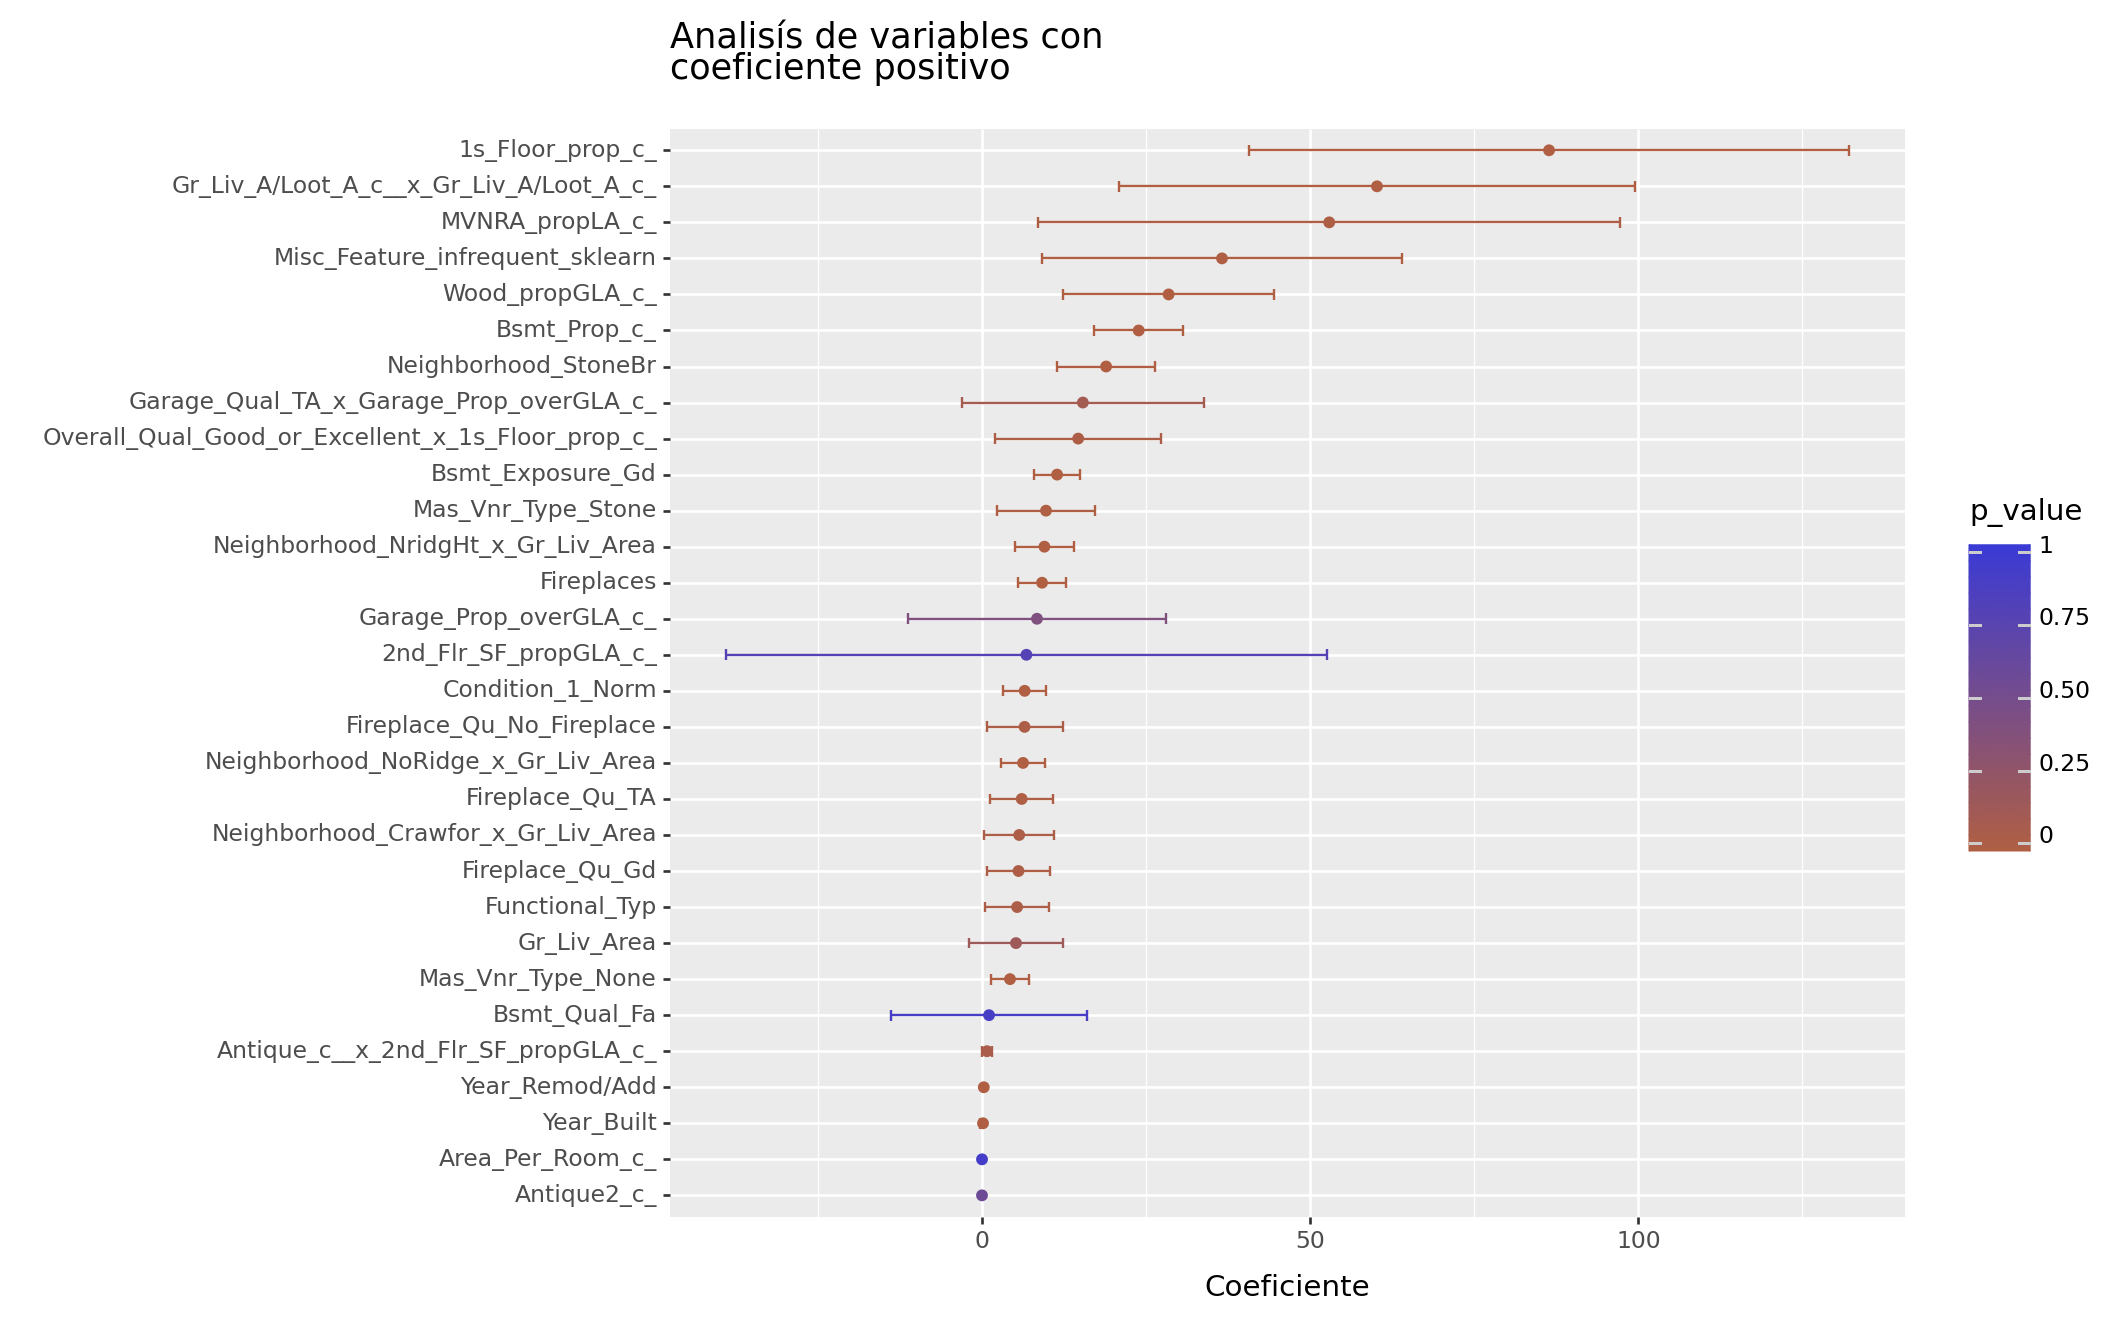 Analisís de variables con
coeficiente positivo
1s_Floor_prop_c_
Gr_Liv_A/Loot_A_c__x_Gr_Liv_A/Loot_A_c_
MVNRA_propLA_c_
Misc_Feature_infrequent_sklearn
Wood_propGLA_c_
Bsmt_Prop_c_
Neighborhood_StoneBr
Garage_Qual_TA_x_Garage_Prop_overGLA_c_
Overall_Qual_Good_or_Excellent_x_1s_Floor_prop_c_
Bsmt_Exposure_Gd
Mas_Vnr_Type_Stone
Neighborhood_NridgHt_x_Gr_Liv_Area
Fireplaces
Garage_Prop_overGLA_c_
2nd_Flr_SF_propGLA_c_
Condition_1_Norm
Fireplace_Qu_No_Fireplace
Neighborhood_NoRidge_x_Gr_Liv_Area
Fireplace_Qu_TA
Neighborhood_Crawfor_x_Gr_Liv_Area
Fireplace_Qu_Gd
Functional_Typ
Gr_Liv_Area
Mas_Vnr_Type_None
Bsmt_Qual_Fa
Antique_c__x_2nd_Flr_SF_propGLA_c_
Year_Remod/Add
Year_Built
Area_Per_Room_c_
Antique2_c_
0 50 100
Coeficiente
p_value
1
0.75
0.50
0.25
0